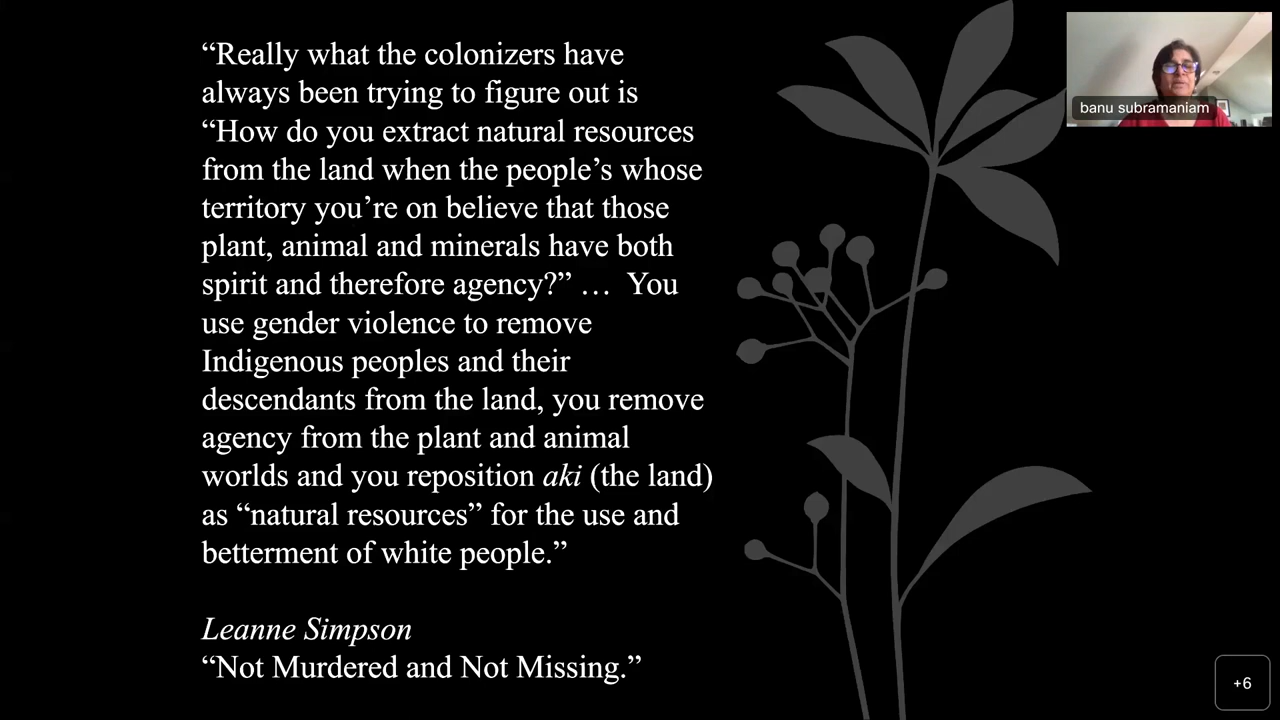 “Really what the colonizers have
always been trying to figure out is
“How do you extract natural resources
from the land when the people’s whose
territory you’re on believe that those
plant, animal and minerals have both
spirit and therefore agency?” … You
use gender violence to remove
Indigenous peoples and their
descendants from the land, you remove
agency from the plant and animal
worlds and you reposition aki (the land)
as “natural resources” for the use and
betterment of white people.”
Leanne Simpson
“Not Murdered and Not Missing.”
banu subramaniam
+6